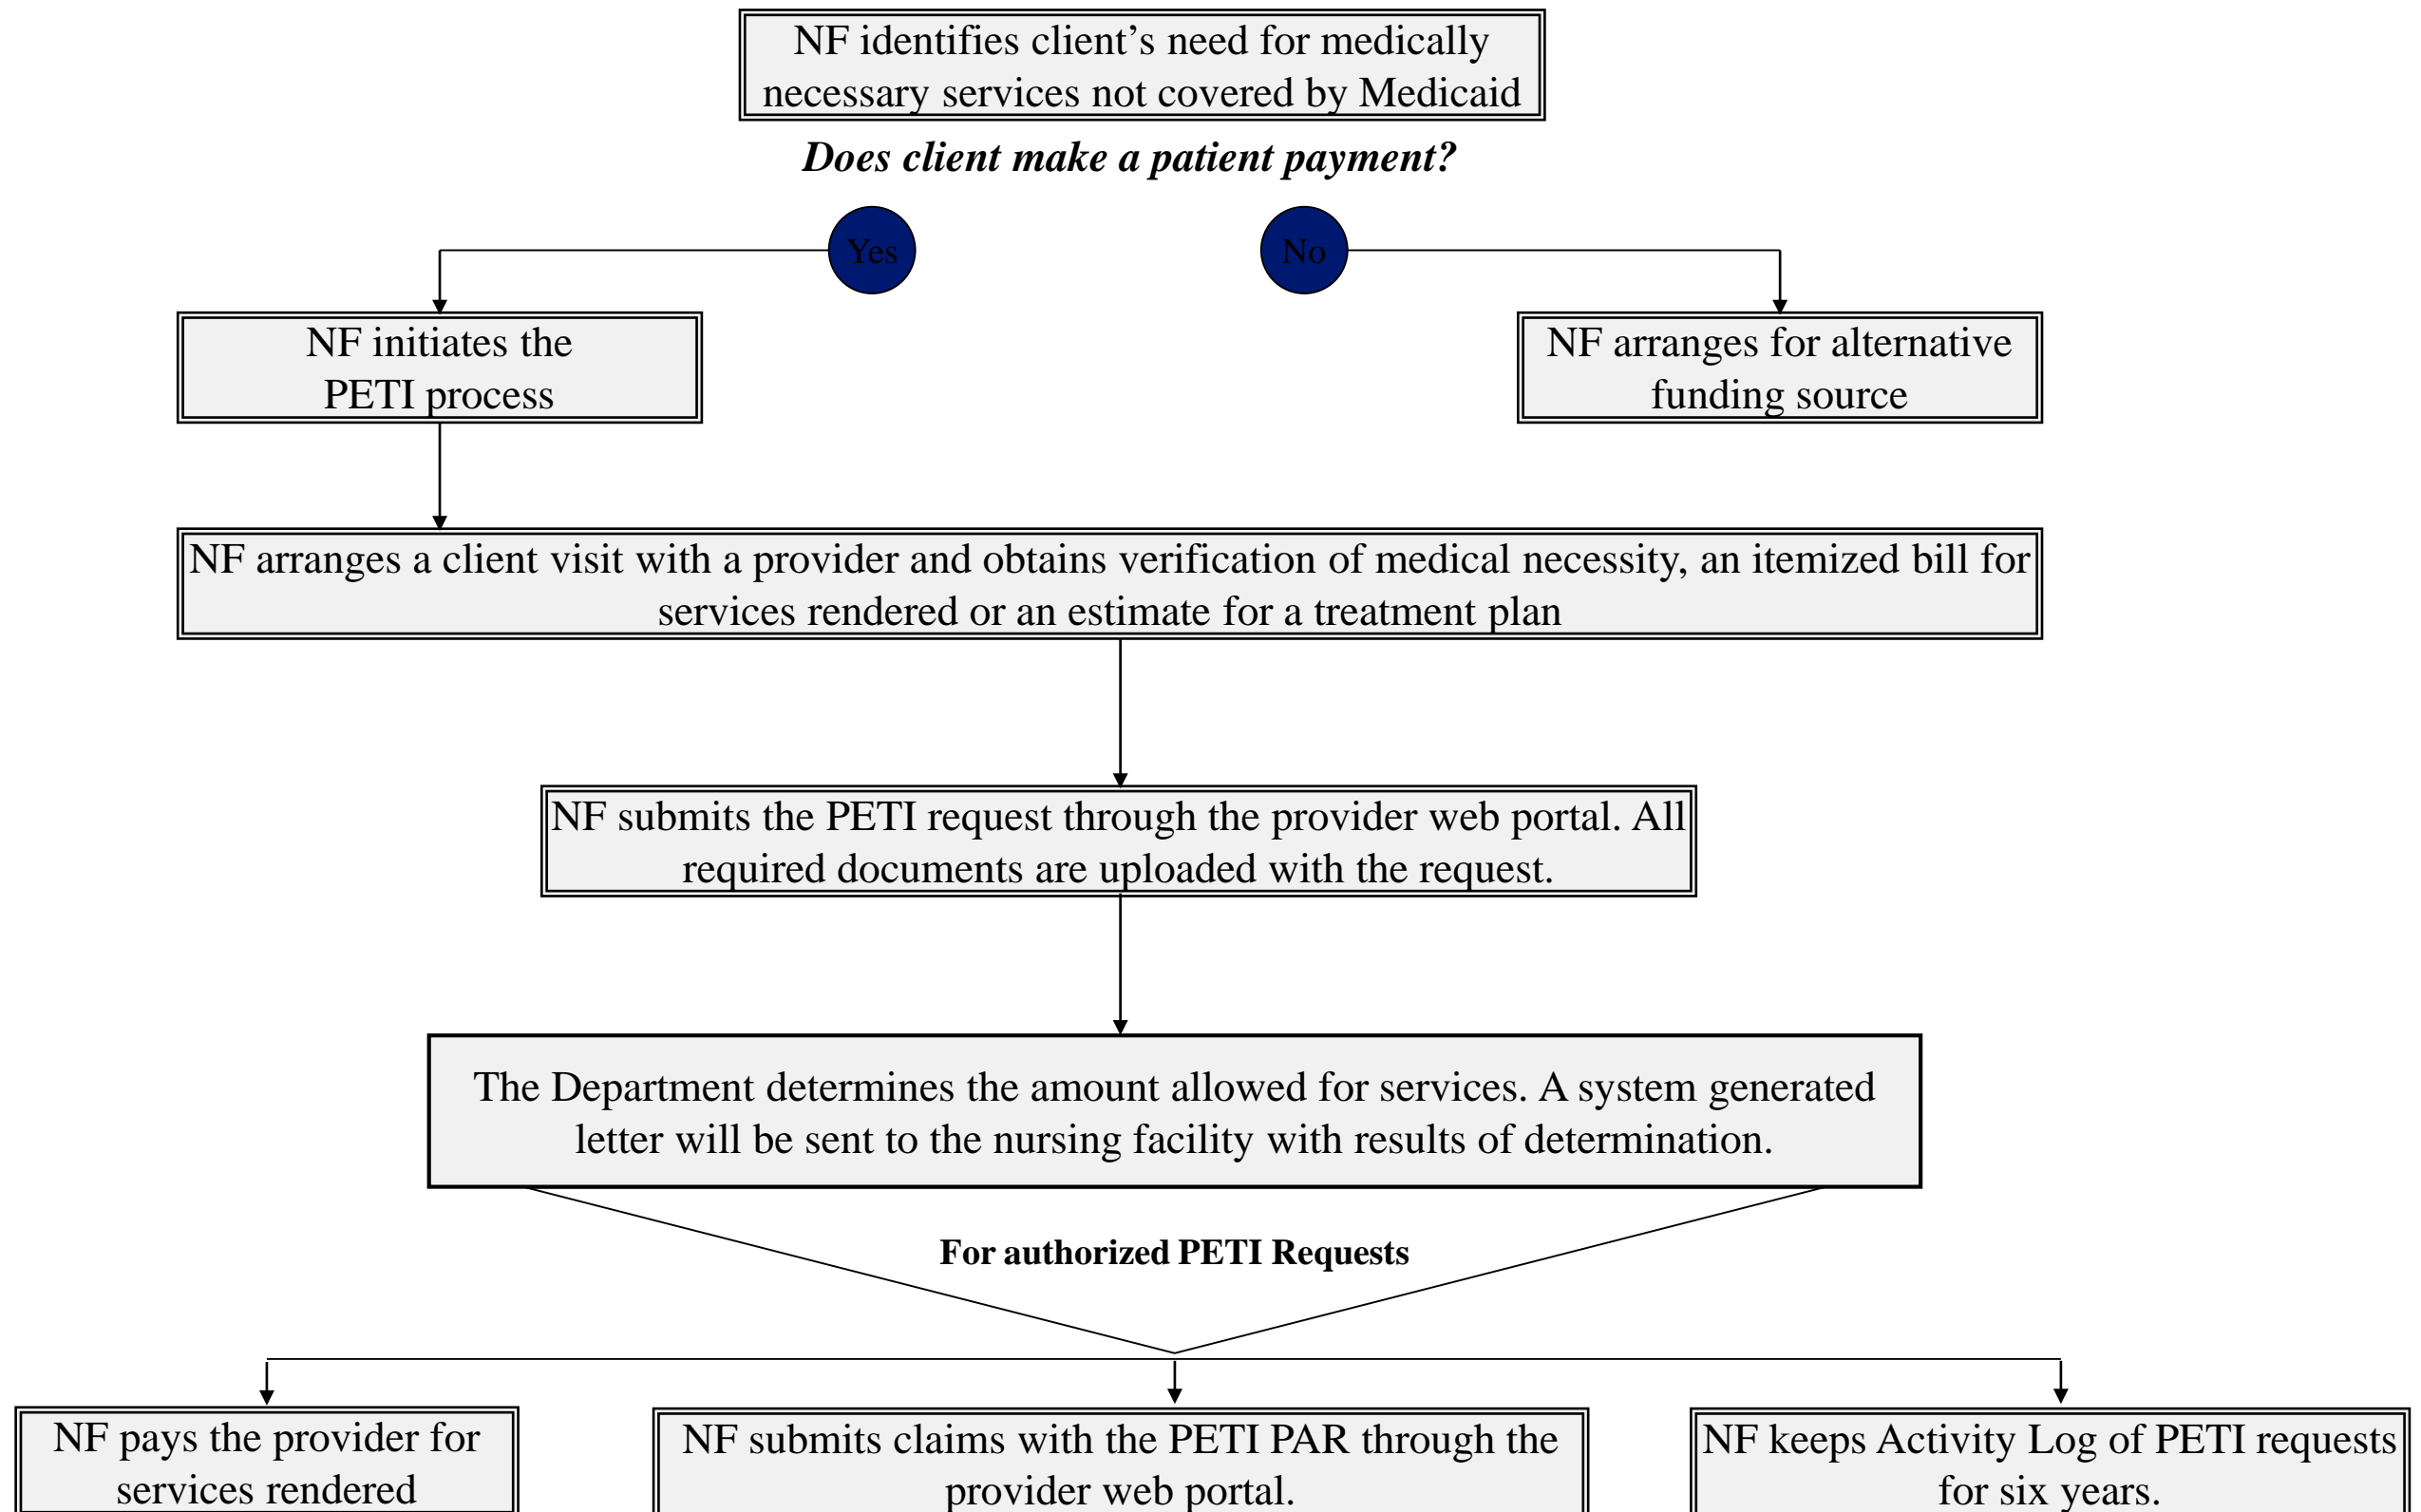 NF identifies client’s need for medically
necessary services not covered by Medicaid
Does client make a patient payment?
Yes
No
NF initiates the
PETI process
NF arranges for alternative
funding source
NF arranges a client visit with a provider and obtains verification of medical necessity, an itemized bill for
services rendered or an estimate for a treatment plan
NF submits the PETI request through the provider web portal. All
required documents are uploaded with the request.
The Department determines the amount allowed for services. A system generated
letter will be sent to the nursing facility with results of determination.
For authorized PETI Requests
NF pays the provider for
services rendered
NF submits claims with the PETI PAR through the
provider web portal.
NF keeps Activity Log of PETI requests
for six years.